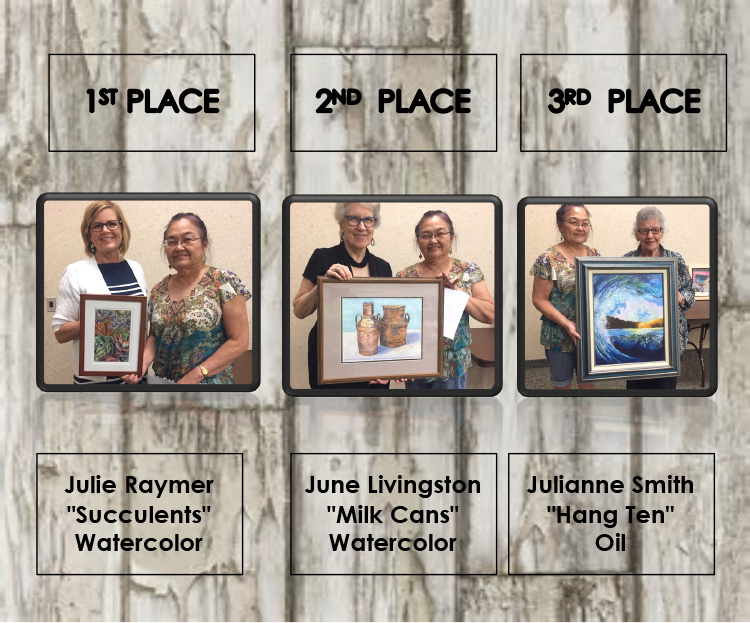 1ST PLACE
2ND PLACE
3RD PLACE
Julie Raymer
"Succulents"
Watercolor
June Livingston
"Milk Cans"
Watercolor
Julianne Smith
"Hang Ten"
Oil